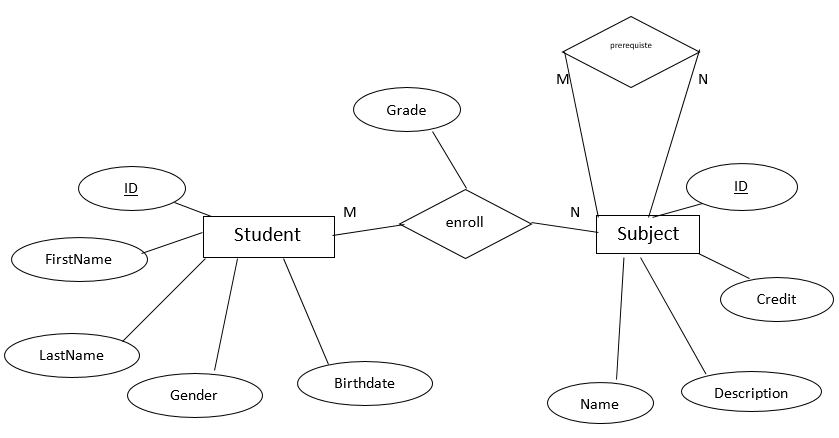 prerequiste
M
N
Grade
ID
ID
M
N
enroll
Student
Subject
FirstName
Credit
LastName
Birthdate
Gender
Description
Name